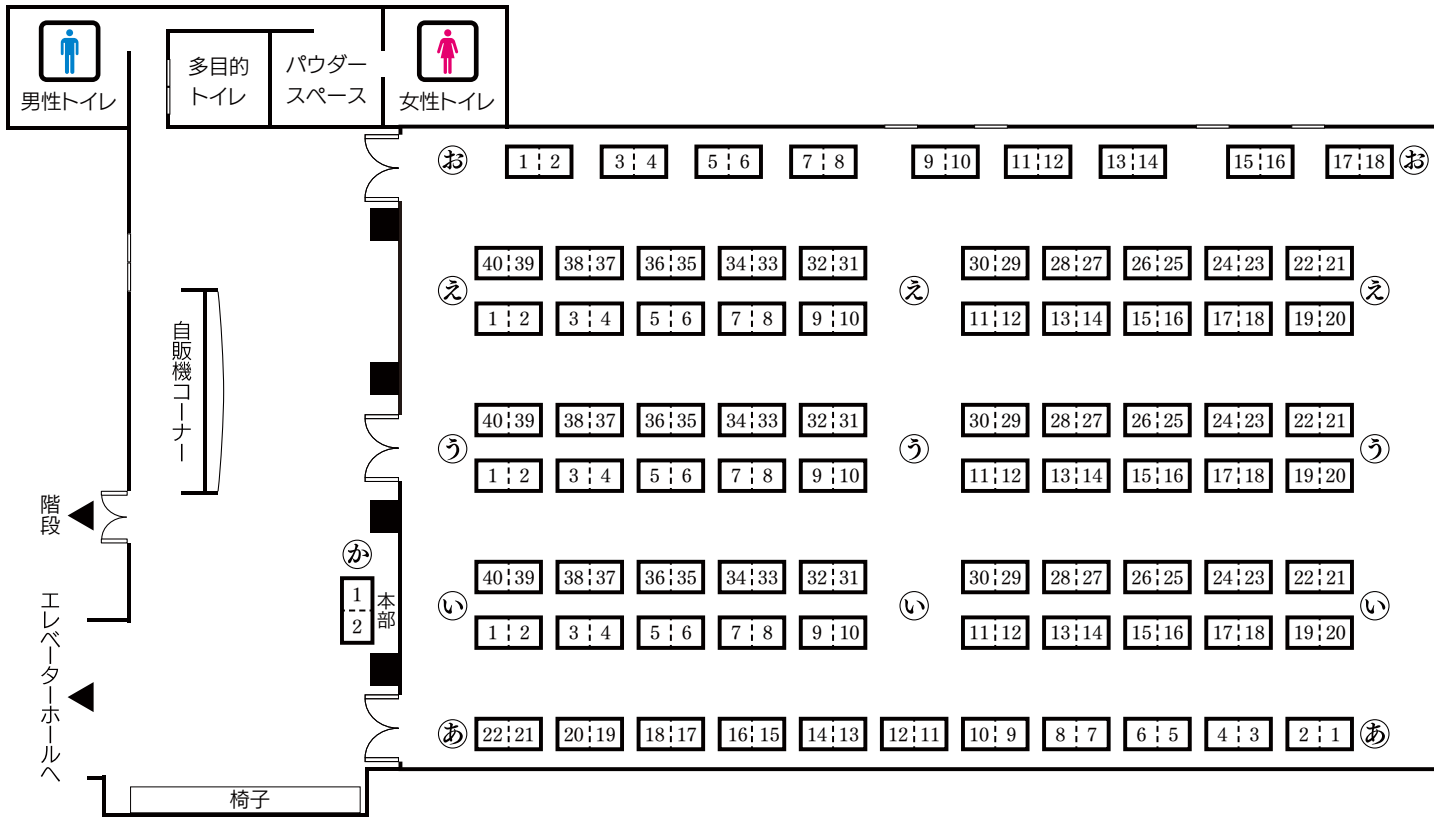 男性トイレ
多目的
トイレ
パウダー
スペース
女性トイレ
お 1 2 3 4 5 6 7 8 9 10 11 12 13 14 15 16 17 18 お
40 39 38 37 36 35 34 33 32 31 30 29 28 27 26 25 24 23 22 21
え え え
1 2 3 4 5 6 7 8 9 10 11 12 13 14 15 16 17 18 19 20
自販機コーナー
40 39 38 37 36 35 34 33 32 31 30 29 28 27 26 25 24 23 22 21
う う う
1 2 3 4 5 6 7 8 9 10 11 12 13 14 15 16 17 18 19 20
階段
か
1
2
本部
40 39 38 37 36 35 34 33 32 31 30 29 28 27 26 25 24 23 22 21
い い い
1 2 3 4 5 6 7 8 9 10 11 12 13 14 15 16 17 18 19 20
エレベーターホールへ
あ 22 21 20 19 18 17 16 15 14 13 12 11 10 9 8 7 6 5 4 3 2 1 あ
椅子